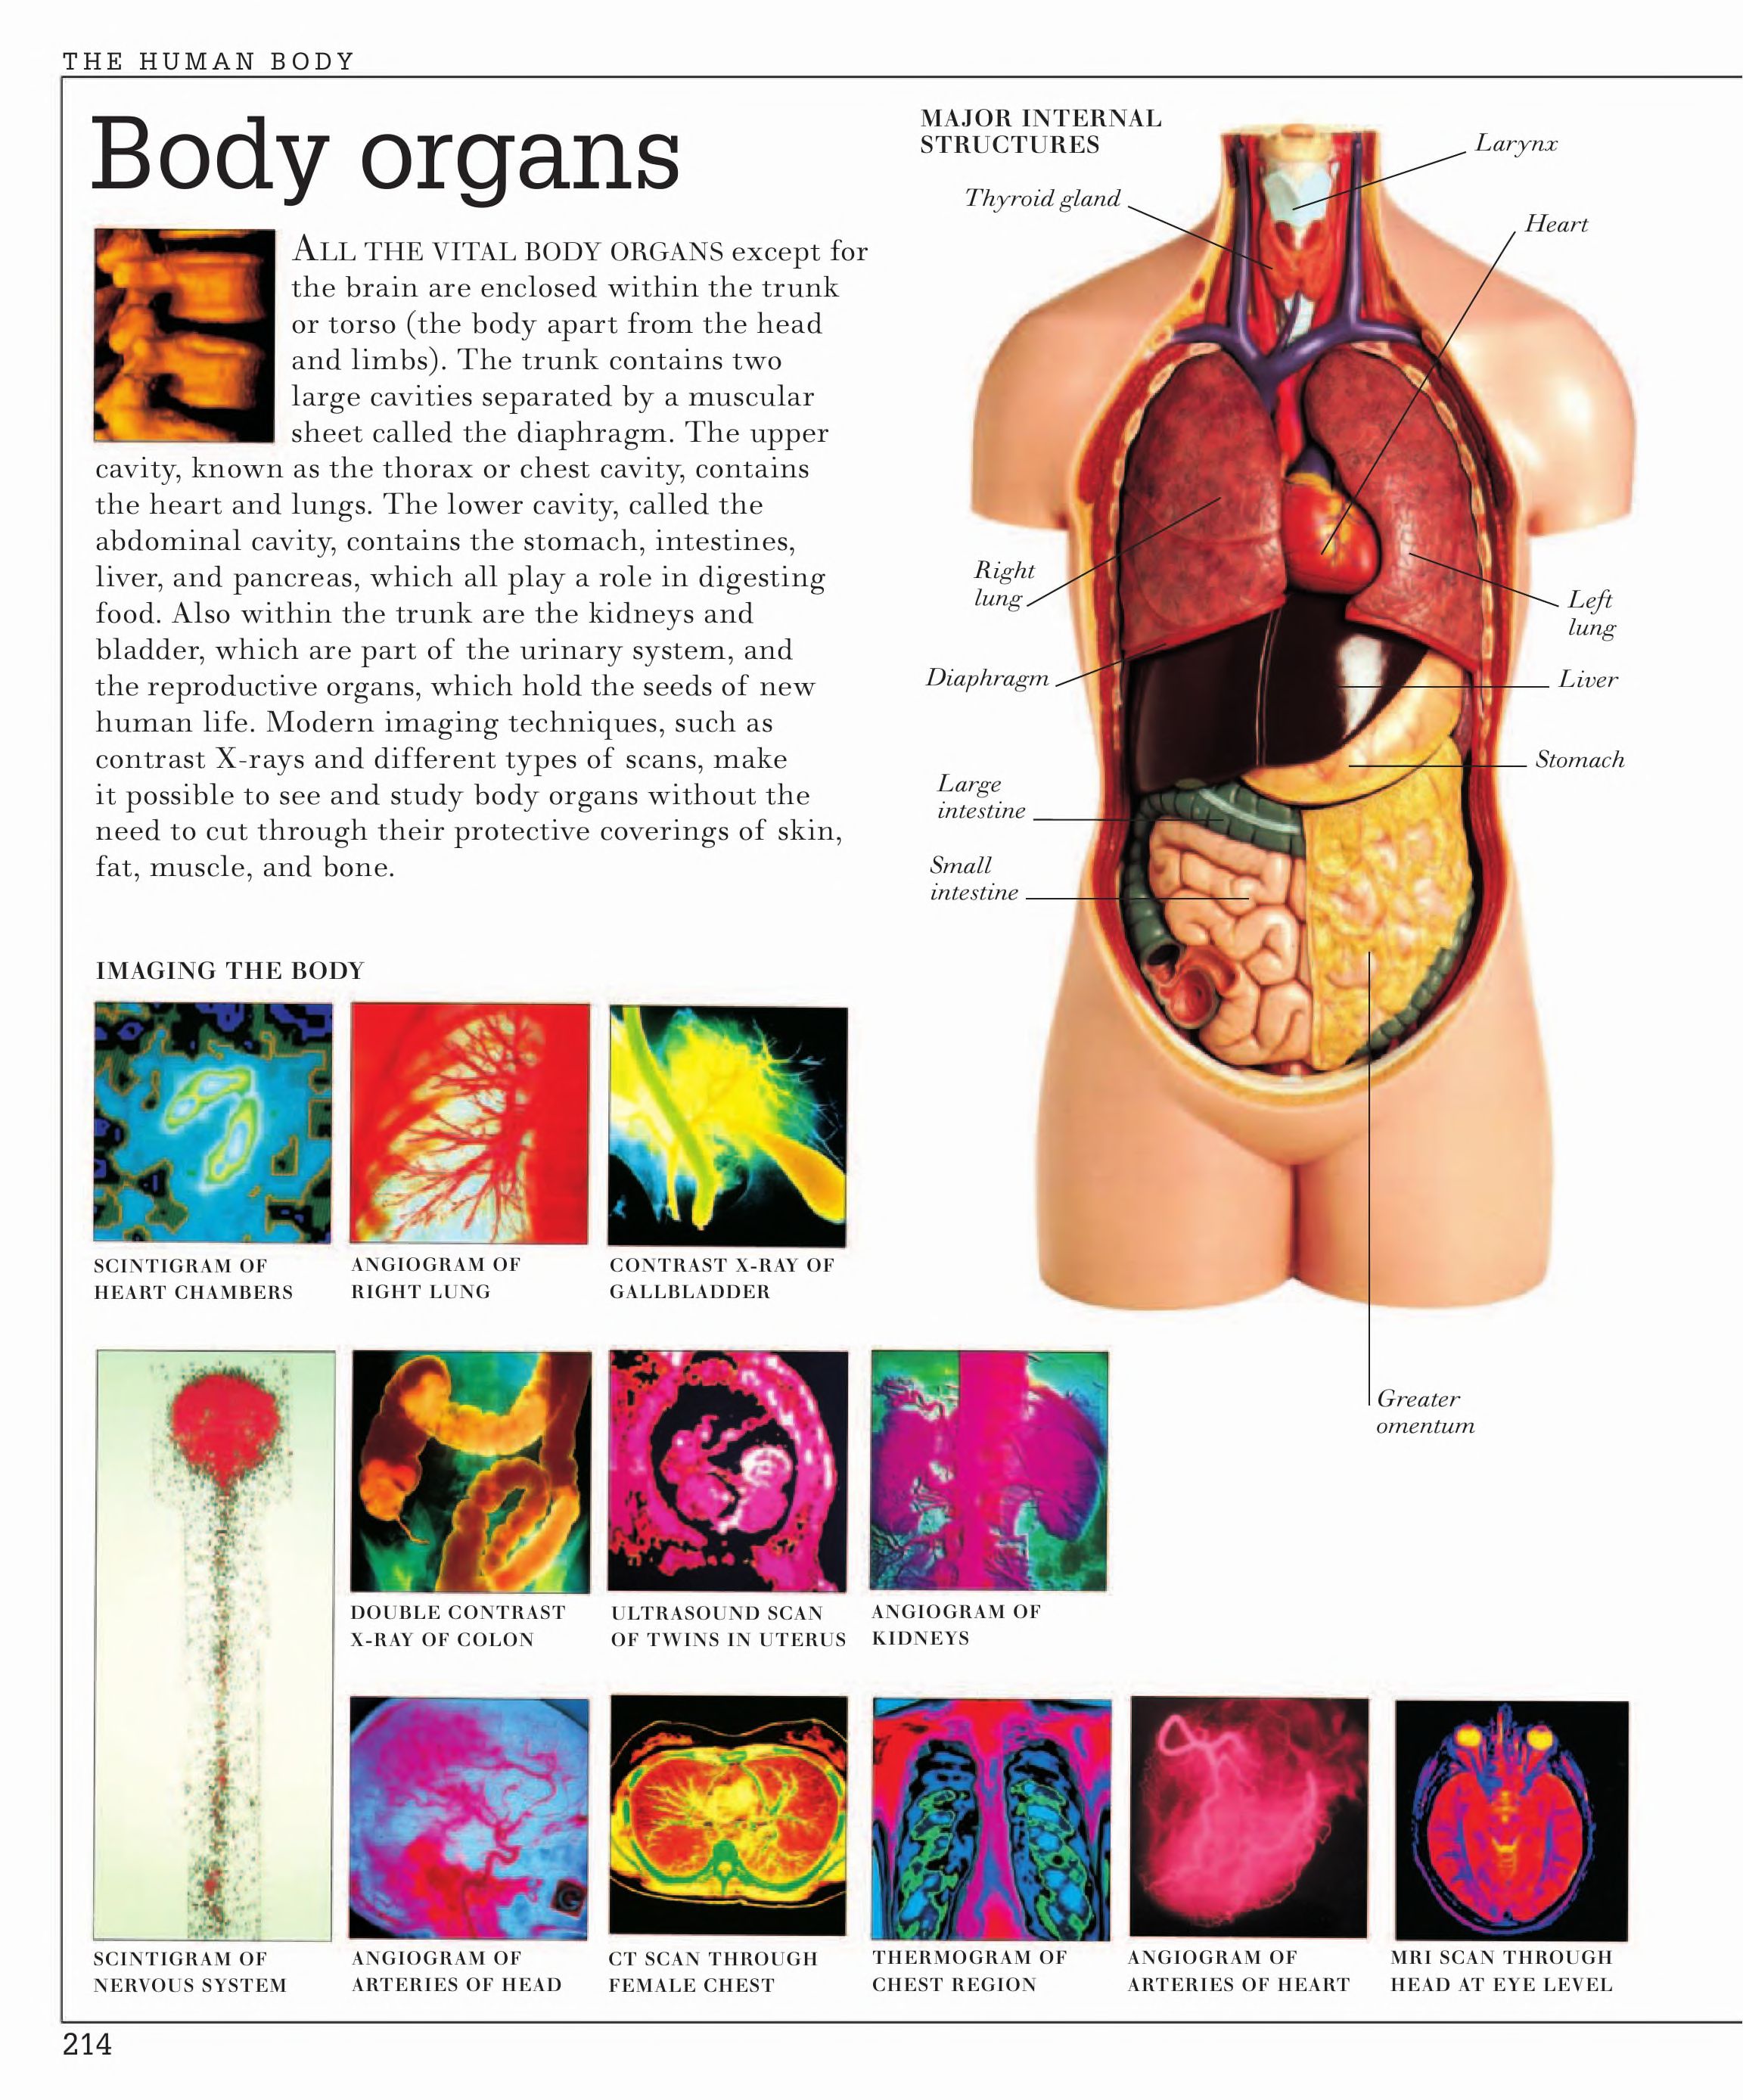 THE HUMAN BODY
Body organs
ALL THE VITAL BODY ORGANS except for
the brain are enclosed within the trunk
or torso (the body apart from the head
and limbs). The trunk contains two
large cavities separated by a muscular
sheet called the diaphragm. The upper
cavity, known as the thorax or chest cavity, contains
the heart and lungs. The lower cavity, called the
abdominal cavity, contains the stomach, intestines,
liver, and pancreas, which all play a role in digesting
food. Also within the trunk are the kidneys and
bladder, which are part of the urinary system, and
the reproductive organs, which hold the seeds of new
human life. Modern imaging techniques, such as
contrast X-rays and different types of scans, make
it possible to see and study body organs without the
need to cut through their protective coverings of skin,
fat, muscle, and bone.
MAJOR INTERNAL
STRUCTURES
Larynx
Thyroid gland
Heart
Right
lung
Left
lung
Diaphragm
Liver
Stomach
Large
intestine
Small
intestine
Greater
omentum
IMAGING THE BODY
SCINTIGRAM OF
HEART CHAMBERS
ANGIOGRAM OF
RIGHT LUNG
CONTRAST X-RAY OF
GALLBLADDER
DOUBLE CONTRAST
X-RAY OF COLON
ULTRASOUND SCAN
OF TWINS IN UTERUS
ANGIOGRAM OF
KIDNEYS
SCINTIGRAM OF
NERVOUS SYSTEM
ANGIOGRAM OF
ARTERIES OF HEAD
CT SCAN THROUGH
FEMALE CHEST
THERMOGRAM OF
CHEST REGION
ANGIOGRAM OF
ARTERIES OF HEART
MRI SCAN THROUGH
HEAD AT EYE LEVEL
214